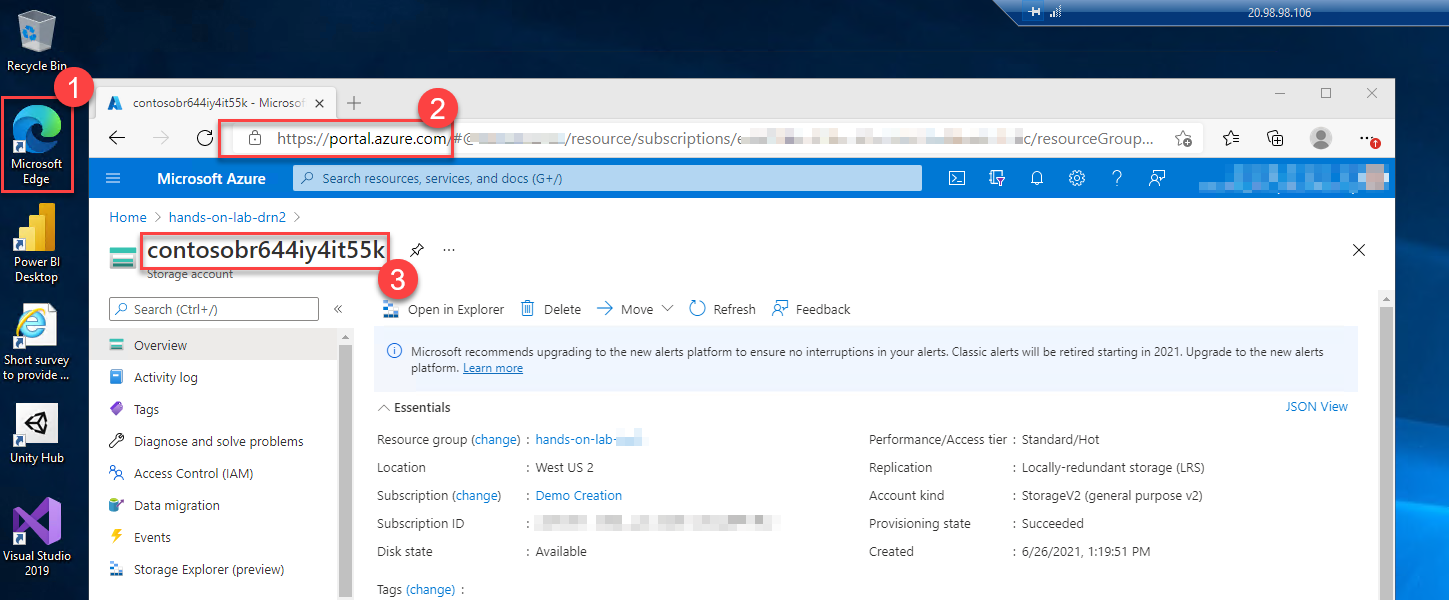 20.98.98.106
Recycle Bin
1
Microsoft
Edge
Power BI
Desktop
Short survey
to provide ...
Unity Hub
Visual Studio
2019
contosobr644iy4it55k - Microsof
2
https://portal.azure.com/#@ /resource/subscriptions/e c/resourceGroup...
Microsoft Azure
Search resources, services, and docs (G+/)
Home > hands-on-lab-drn2 >
contosobr644iy4it55k ...
3
Storage account
Search (Ctrl+/) «
Overview
Activity log
Tags
Diagnose and solve problems
Access Control (IAM)
Data migration
Events
Storage Explorer (preview)
Open in Explorer Delete Move Refresh Feedback
Microsoft recommends upgrading to the new alerts platform to ensure no interruptions in your alerts. Classic alerts will be retired starting in 2021. Upgrade to the new alerts
platform. Learn more
Essentials JSON View
Resource group (change) : hands-on-lab-
Location : West US 2
Subscription (change) : Demo Creation
Subscription ID :
Disk state : Available
Tags (change) :
Performance/Access tier : Standard/Hot
Replication : Locally-redundant storage (LRS)
Account kind : StorageV2 (general purpose v2)
Provisioning state : Succeeded
Created : 6/26/2021, 1:19:51 PM